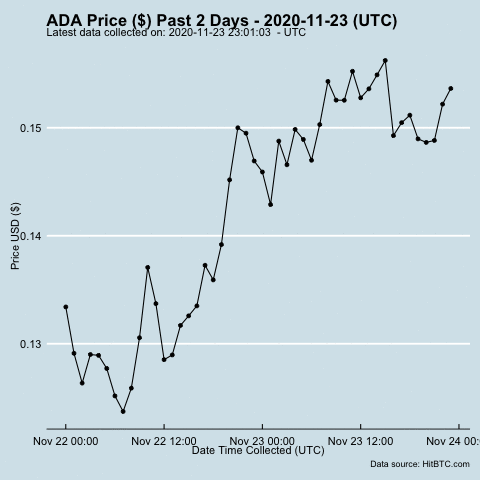 ADA Price ($) Past 2 Days - 2020-11-23 (UTC)
Latest data collected on: 2020-11-23 23:01:03 - UTC
0.15
0.14
0.13
Price USD ($)
Nov 22 00:00 Nov 22 12:00 Nov 23 00:00 Nov 23 12:00 Nov 24 00:
Date Time Collected (UTC)
Data source: HitBTC.com